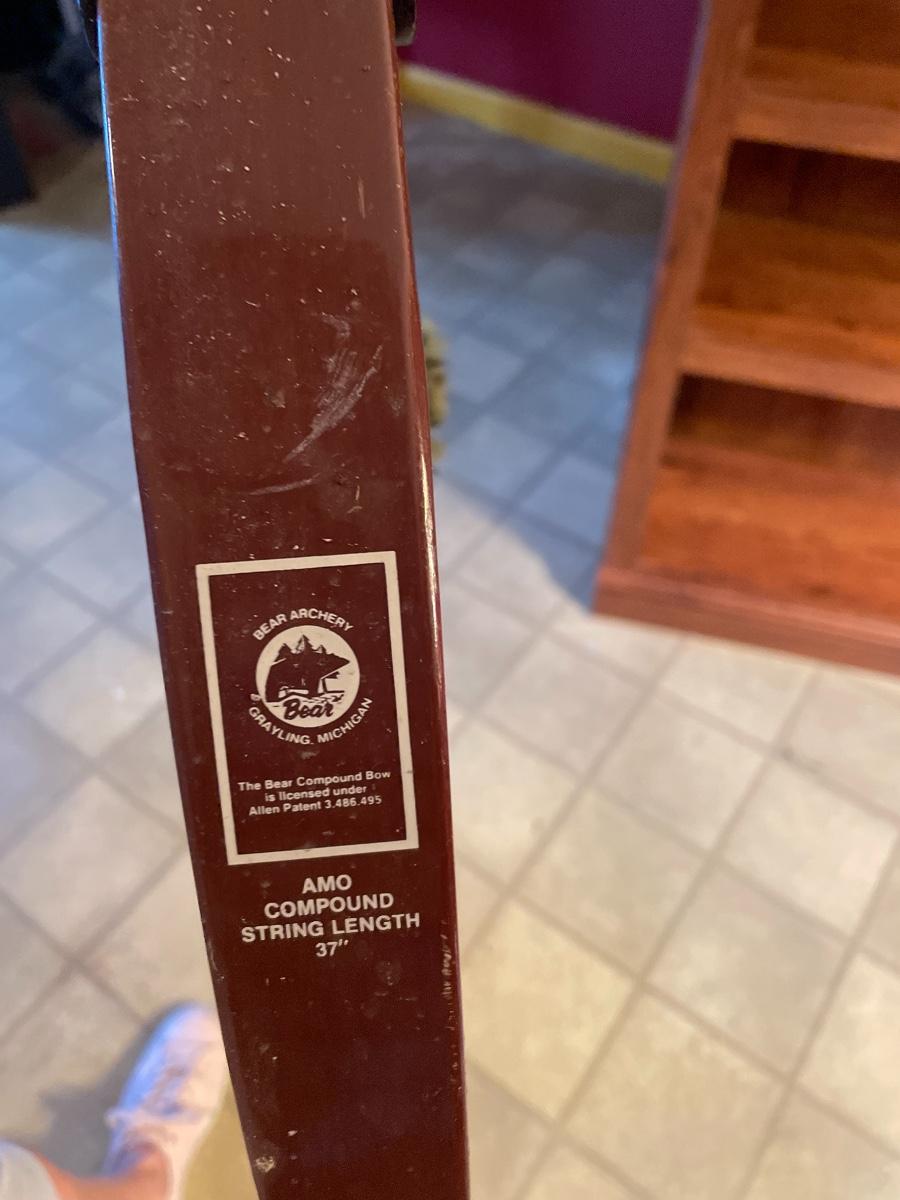 BEAR ARCHERY
Bear
GRAYLING, MICHIGAN
The Bear Compound Bow
is licensed under
Allen Patent 3.486.495
AMO
COMPOUND
STRING LENGTH
37"